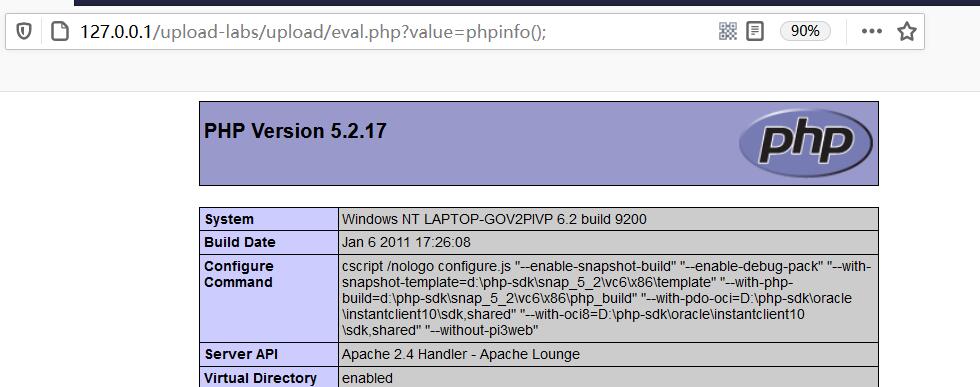 127.0.0.1/upload-labs/upload/eval.php?value=phpinfo(); 90%
PHP Version 5.2.17 php
System Windows NT LAPTOP-GOV2PIVP 6.2 build 9200
Build Date Jan 6 2011 17:26:08
Configure Command cscript /nologo configure.js "--enable-snapshot-build" "--enable-debug-pack" "--with-
snapshot-template=d:\php-sdk\snap_5_2\vc6\x86\template" "--with-php-
build=d:\php-sdk\snap_5_2\vc6\x86\php_build" "--with-pdo-oci=D:\php-sdk\oracle
\instantclient10\sdk,shared" "--with-oci8=D:\php-sdk\oracle\instantclient10
\sdk,shared" "--without-pi3web"
Server API Apache 2.4 Handler - Apache Lounge
Virtual Directory enabled